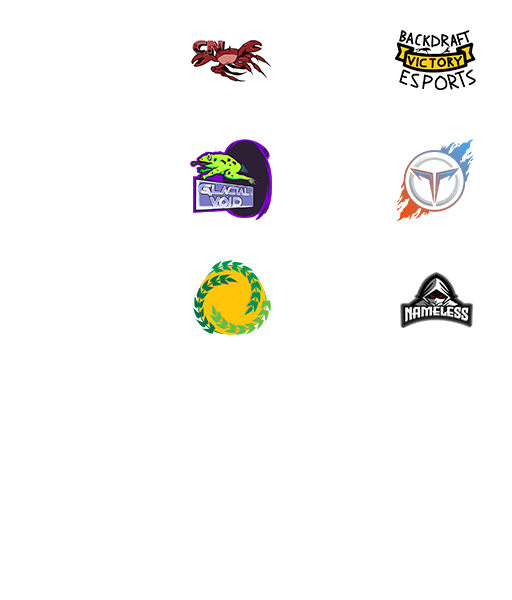 CNL
BACKDRAFT
VICTORY
ESPORTS
GLACIAL
VOID
NAMELESS